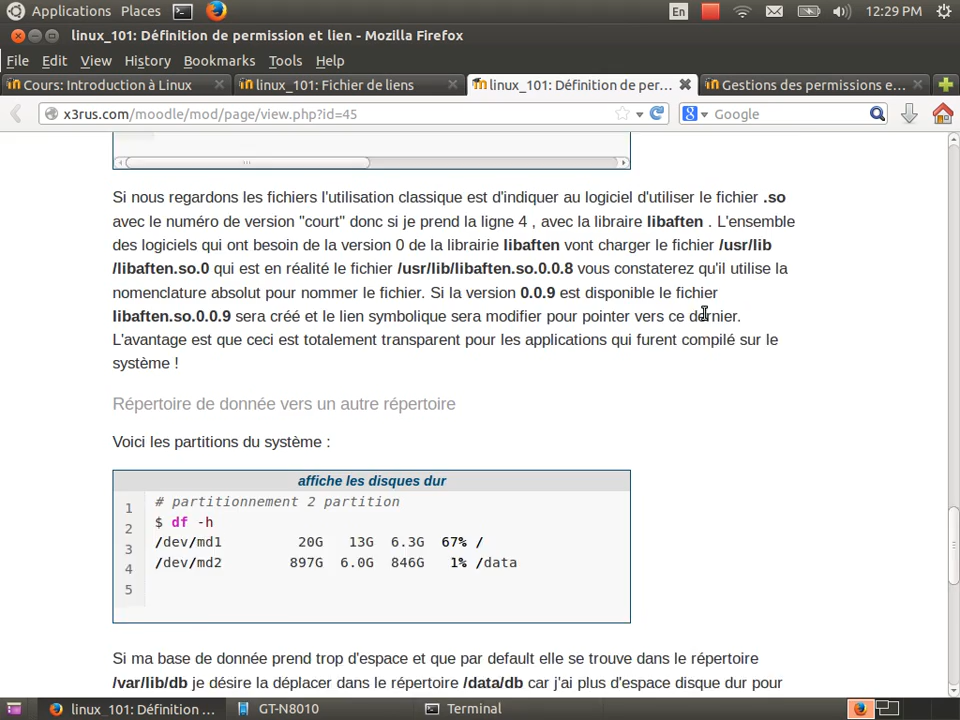 Applications Places En 12:29 PM
linux_101: Définition de permission et lien - Mozilla Firefox
File Edit View History Bookmarks Tools Help
Cours: Introduction à Linux linux_101: Fichier de liens linux_101: Définition de per... Gestions des permissions e...
x3rus.com/moodle/mod/page/view.php?id=45 Google
Si nous regardons les fichiers l'utilisation classique est d'indiquer au logiciel d'utiliser le fichier .so
avec le numéro de version "court" donc si je prend la ligne 4 , avec la libraire libaften . L'ensemble
des logiciels qui ont besoin de la version 0 de la librairie libaften vont charger le fichier /usr/lib
/libaften.so.0 qui est en réalité le fichier /usr/lib/libaften.so.0.0.8 vous constaterez qu'il utilise la
nomenclature absolut pour nommer le fichier. Si la version 0.0.9 est disponible le fichier
libaften.so.0.0.9 sera créé et le lien symbolique sera modifier pour pointer vers ce dernier.
L'avantage est que ceci est totalement transparent pour les applications qui furent compilé sur le
système !
Répertoire de donnée vers un autre répertoire
Voici les partitions du système :
affiche les disques dur
1 # partitionnement 2 partition
2 $ df -h
3 /dev/md1 20G 13G 6.3G 67% /
4 /dev/md2 897G 6.0G 846G 1% /data
5
Si ma base de donnée prend trop d'espace et que par default elle se trouve dans le répertoire
/var/lib/db je désire la déplacer dans le répertoire /data/db car j'ai plus d'espace disque dur pour
linux_101: Définition ... GT-N8010 Terminal